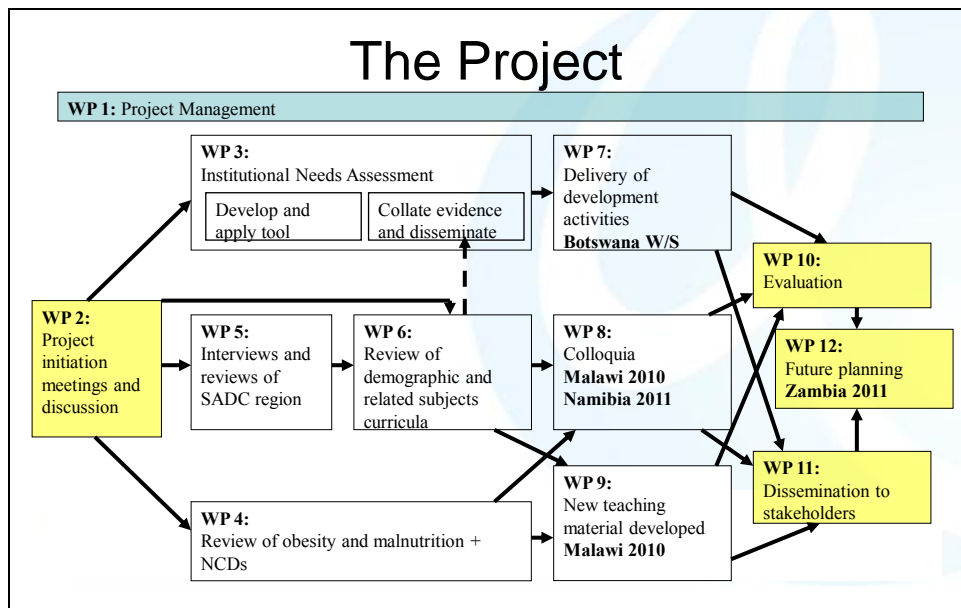 The Project
WP 1: Project Management
WP 3:
Institutional Needs Assessment
Develop and
apply tool
Collate evidence
and disseminate
WP 7:
Delivery of
development
activities
Botswana W/S
WP 10:
Evaluation
WP 2:
Project
initiation
meetings and
discussion
WP 5:
Interviews and
reviews of
SADC region
WP 6:
Review of
demographic and
related subjects
curricula
WP 8:
Colloquia
Malawi 2010
Namibia 2011
WP 12:
Future planning
Zambia 2011
WP 4:
Review of obesity and malnutrition +
NCDs
WP 9:
New teaching
material developed
Malawi 2010
WP 11:
Dissemination to
stakeholders